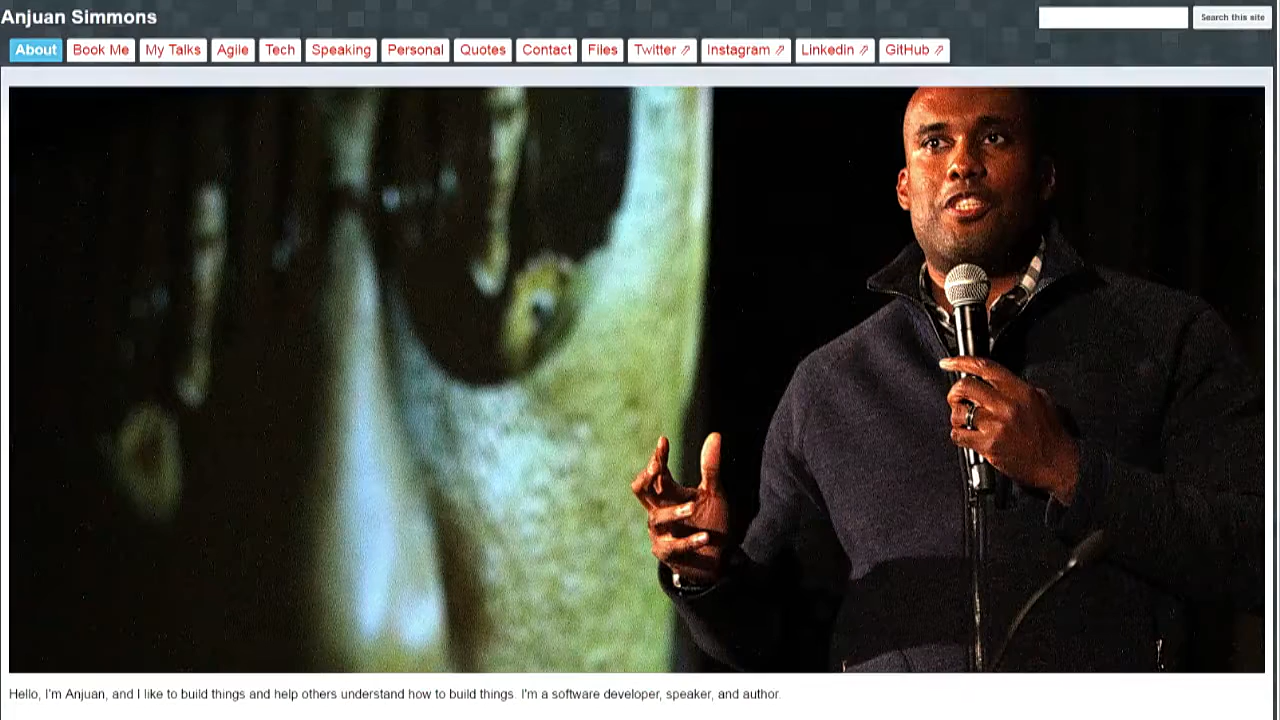 Anjuan Simmons
Search this site
About Book Me My Talks Agile Tech Speaking Personal Quotes Contact Files Twitter ⇗ Instagram ⇗ Linkedin ⇗ GitHub ⇗
Hello, I'm Anjuan, and I like to build things and help others understand how to build things. I'm a software developer, speaker, and author.